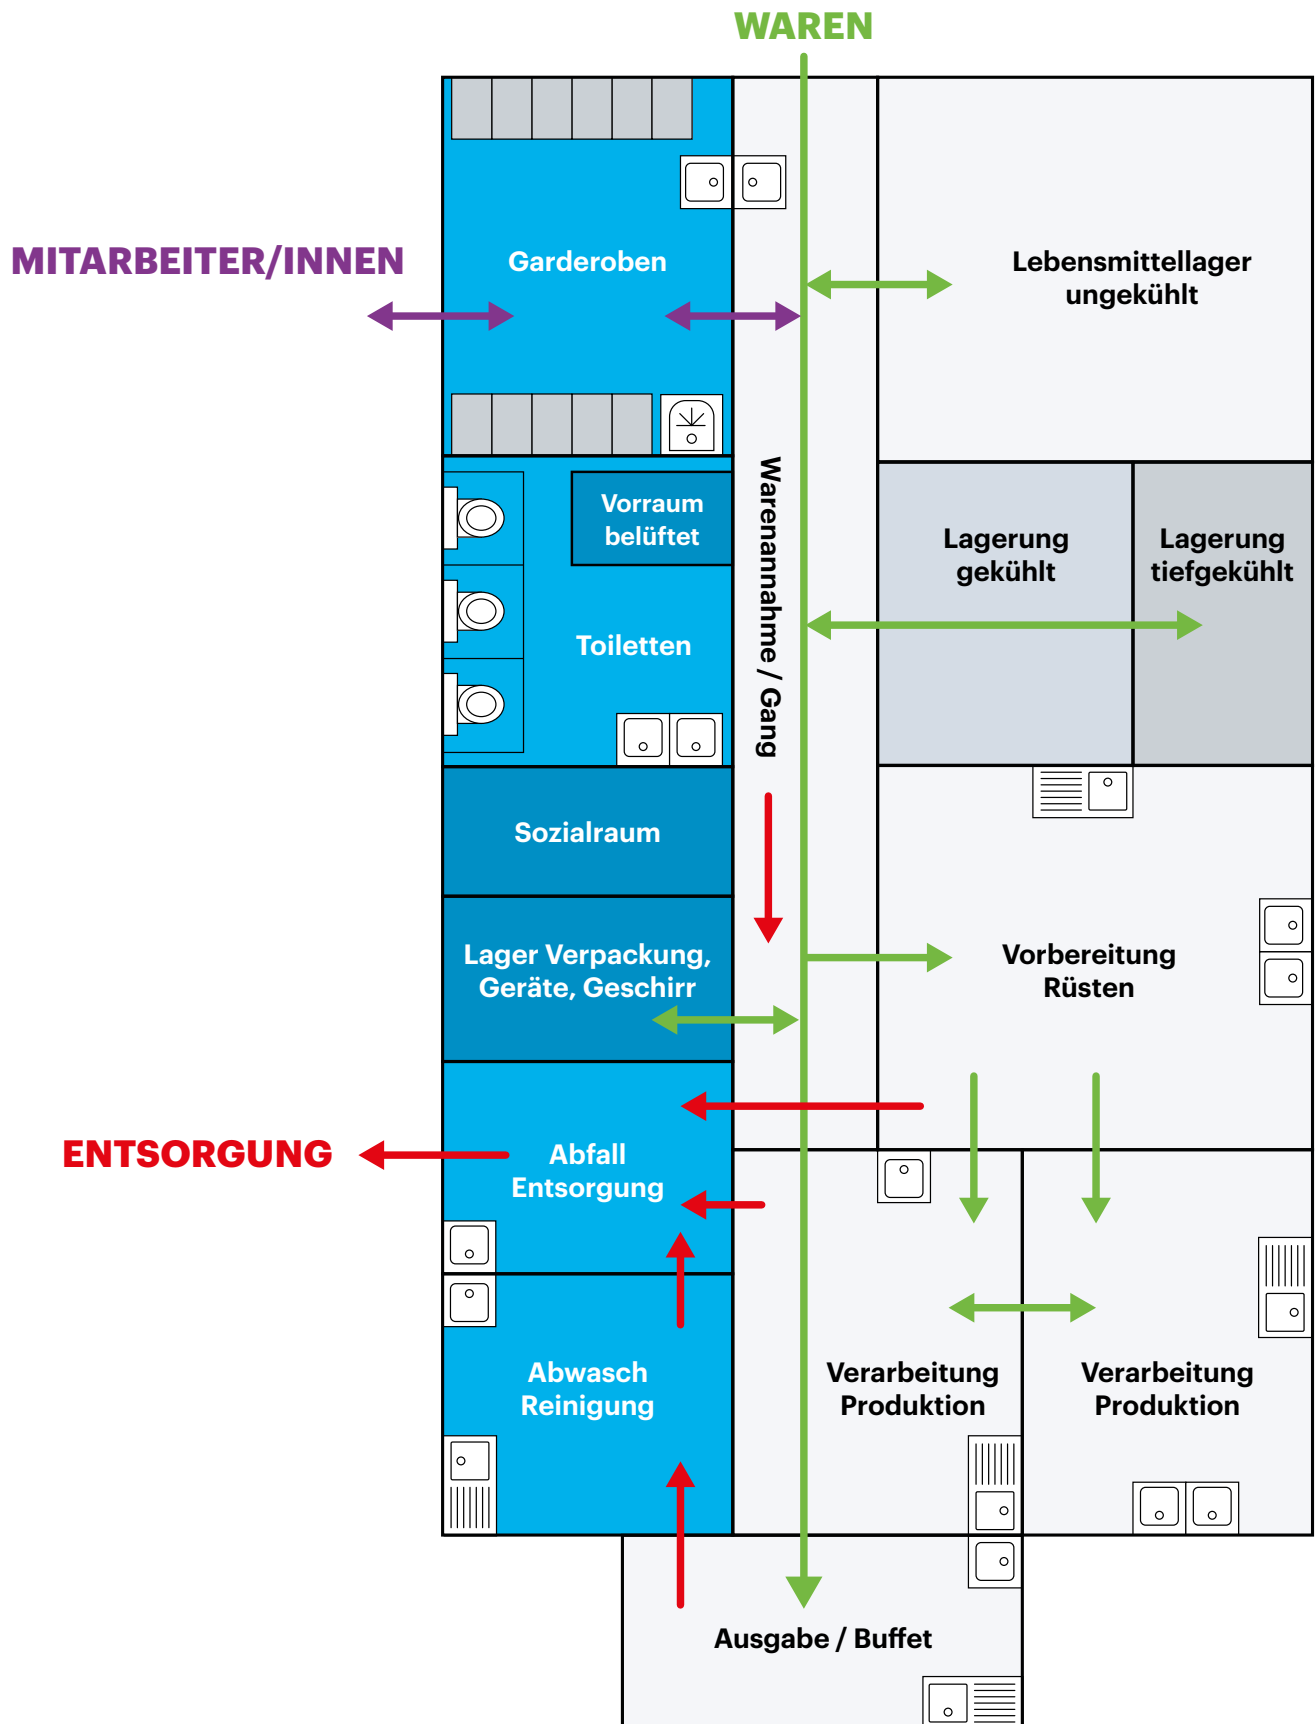 WAREN
MITARBEITER/INNEN
Garderoben
Lebensmittellager
ungekühlt
Warenannahme / Gang
Vorraum
belüftet
Lagerung
gekühlt
Lagerung
tiefgekühlt
Toiletten
Sozialraum
Lager Verpackung,
Geräte, Geschirr
Vorbereitung
Rüsten
ENTSORGUNG
Abfall
Entsorgung
Abwasch
Reinigung
Verarbeitung
Produktion
Verarbeitung
Produktion
Ausgabe / Buffet